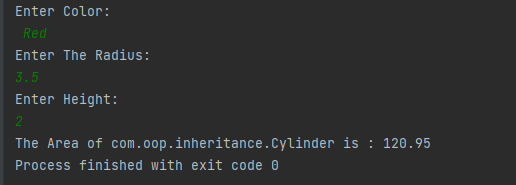 Enter Color:
Red
Enter The Radius:
3.5
Enter Height:
2
The Area of com.oop.inheritance.Cylinder is : 120.95
Process finished with exit code 0